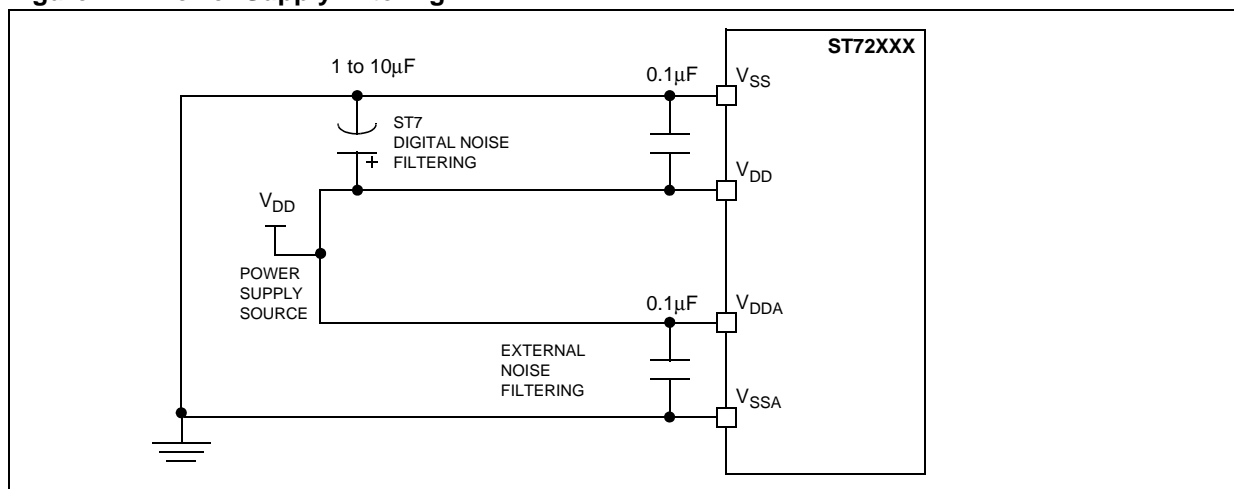 ST72XXX
1 to 10μF
0.1μF
VSS
ST7
DIGITAL NOISE
FILTERING
+
VDD
VDD
POWER
SUPPLY
SOURCE
0.1μF
VDDA
EXTERNAL
NOISE
FILTERING
VSSA